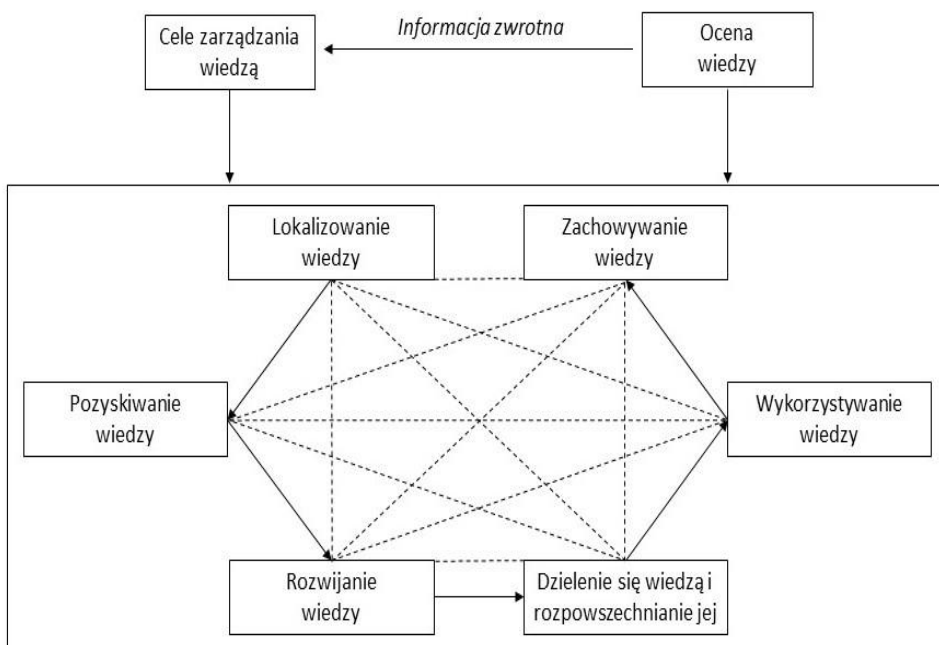 Cele zarządzania
wiedzą
Informacja zwrotna
Ocena
wiedzy
Lokalizowanie
wiedzy
Zachowywanie
wiedzy
Pozyskiwanie
wiedzy
Wykorzystywanie
wiedzy
Rozwijanie
wiedzy
Dzielenie się wiedzą i
rozpowszechnianie jej